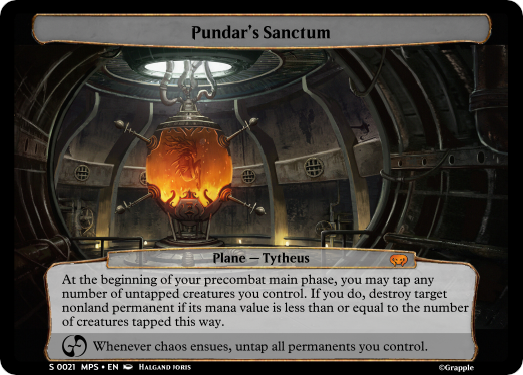 Pundar's Sanctum
Plane — Tytheus
At the beginning of your precombat main phase, you may tap any
number of untapped creatures you control. If you do, destroy target
nonland permanent if its mana value is less than or equal to the number
of creatures tapped this way.
Whenever chaos ensues, untap all permanents you control.
S 0021 MPS • EN HALGAND JORIS
©Grapple